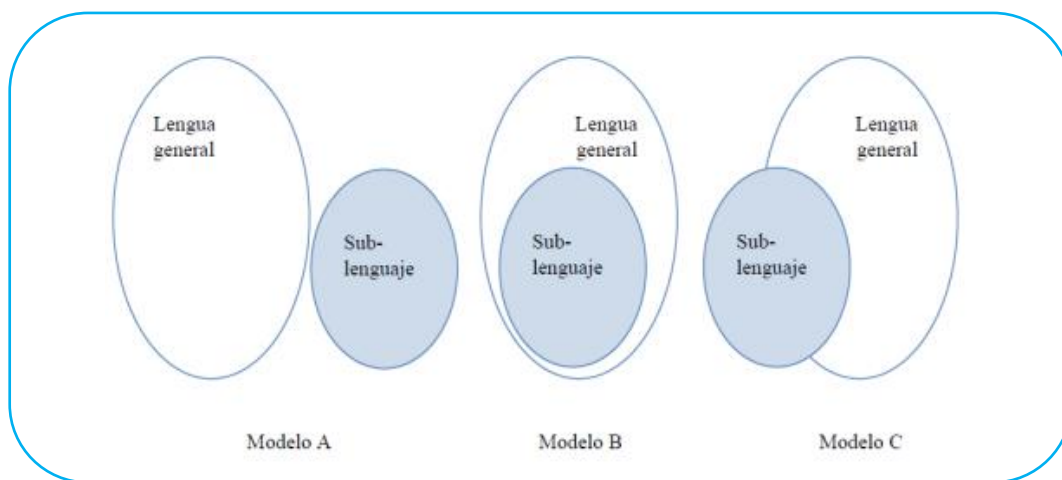 Lengua
general
Sub-
lenguaje
Modelo A
Lengua
general
Sub-
lenguaje
Modelo B
Lengua
general
Sub-
lenguaje
Modelo C